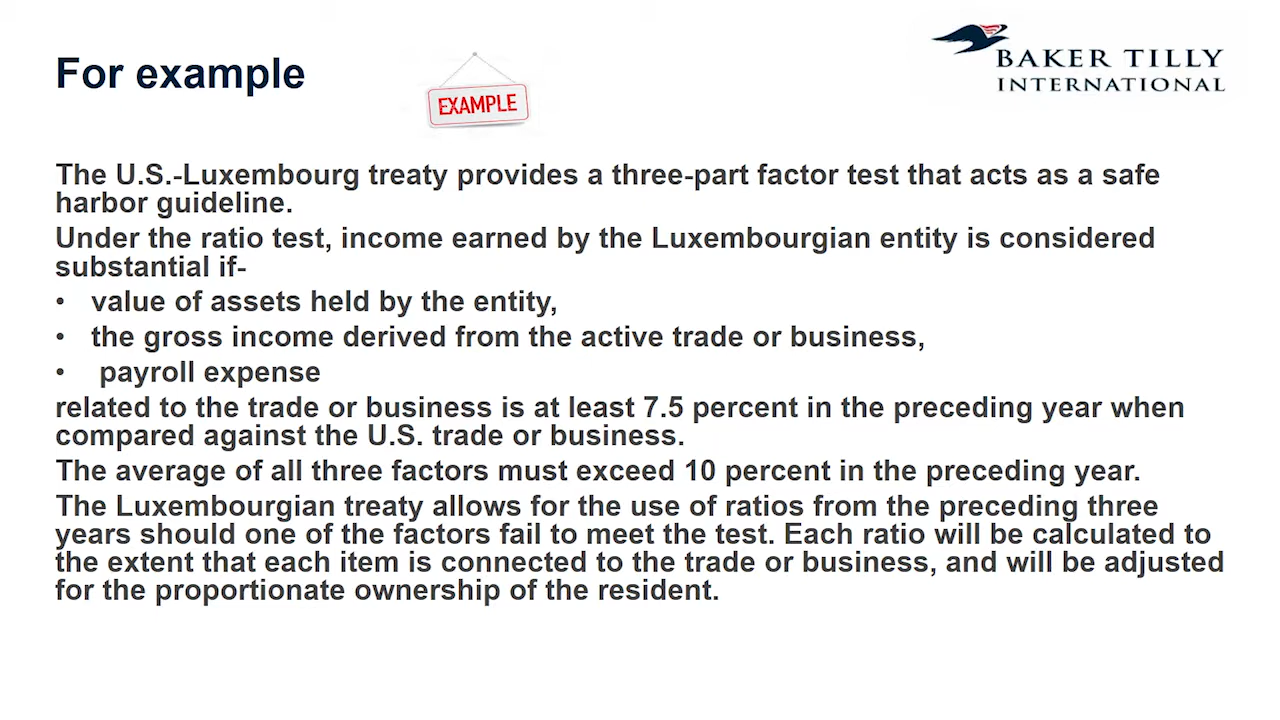 For example
EXAMPLE
BAKER TILLY
INTERNATIONAL
The U.S.-Luxembourg treaty provides a three-part factor test that acts as a safe
harbor guideline.
Under the ratio test, income earned by the Luxembourgian entity is considered
substantial if-
• value of assets held by the entity,
• the gross income derived from the active trade or business,
• payroll expense
related to the trade or business is at least 7.5 percent in the preceding year when
compared against the U.S. trade or business.
The average of all three factors must exceed 10 percent in the preceding year.
The Luxembourgian treaty allows for the use of ratios from the preceding three
years should one of the factors fail to meet the test. Each ratio will be calculated to
the extent that each item is connected to the trade or business, and will be adjusted
for the proportionate ownership of the resident.